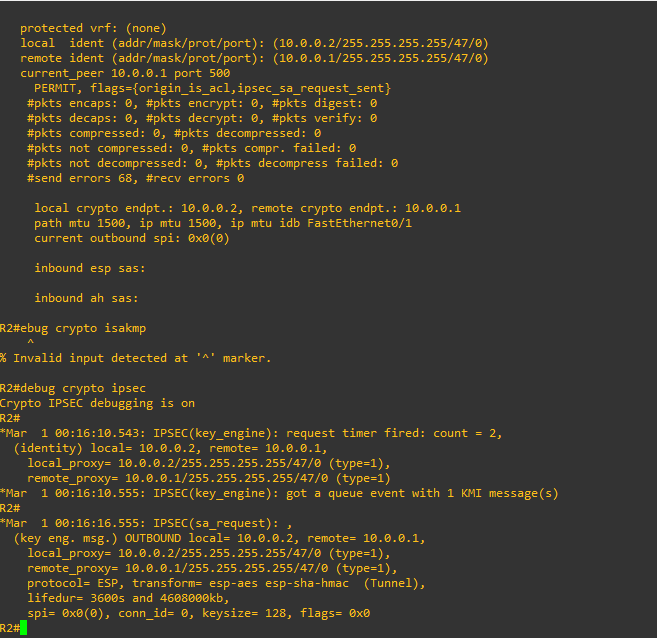 protected vrf: (none)
local  ident (addr/mask/prot/port): (10.0.0.2/255.255.255.255/47/0)
remote ident (addr/mask/prot/port): (10.0.0.1/255.255.255.255/47/0)
current_peer 10.0.0.1 port 500
PERMIT, flags={origin_is_acl,ipsec_sa_request_sent}
#pkts encaps: 0, #pkts encrypt: 0, #pkts digest: 0
#pkts decaps: 0, #pkts decrypt: 0, #pkts verify: 0
#pkts compressed: 0, #pkts decompressed: 0
#pkts not compressed: 0, #pkts compr. failed: 0
#pkts not decompressed: 0, #pkts decompress failed: 0
#send errors 68, #recv errors 0
local crypto endpt.: 10.0.0.2, remote crypto endpt.: 10.0.0.1
path mtu 1500, ip mtu 1500, ip mtu idb FastEthernet0/1
current outbound spi: 0x0(0)
inbound esp sas:
inbound ah sas:
R2#ebug crypto isakmp
^
% Invalid input detected at '^' marker.
R2#debug crypto ipsec
Crypto IPSEC debugging is on
R2#
*Mar  1 00:16:10.543: IPSEC(key_engine): request timer fired: count = 2,
(identity) local= 10.0.0.2, remote= 10.0.0.1,
local_proxy= 10.0.0.2/255.255.255.255/47/0 (type=1),
remote_proxy= 10.0.0.1/255.255.255.255/47/0 (type=1)
*Mar  1 00:16:10.555: IPSEC(key_engine): got a queue event with 1 KMI message(s)
R2#
*Mar  1 00:16:16.555: IPSEC(sa_request): ,
(key eng. msg.) OUTBOUND local= 10.0.0.2, remote= 10.0.0.1,
local_proxy= 10.0.0.2/255.255.255.255/47/0 (type=1),
remote_proxy= 10.0.0.1/255.255.255.255/47/0 (type=1),
protocol= ESP, transform= esp-aes esp-sha-hmac  (Tunnel),
lifedur= 3600s and 4608000kb,
spi= 0x0(0), conn_id= 0, keysize= 128, flags= 0x0
R2#